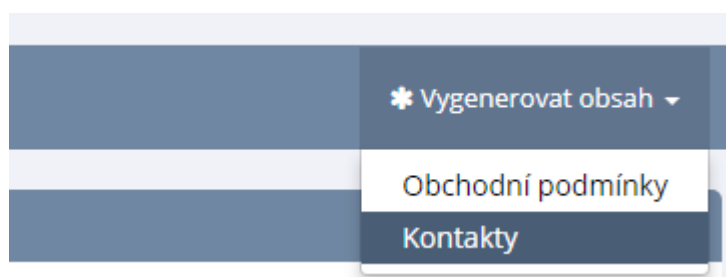 ✱ Vygenerovat obsah
Obchodní podmínky
Kontakty